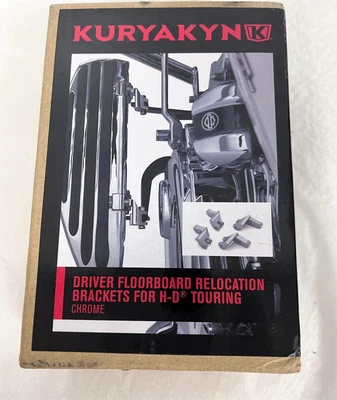 KURYAKYN K
DRIVER FLOORBOARD RELOCATION
BRACKETS FOR H-D® TOURING
CHROME